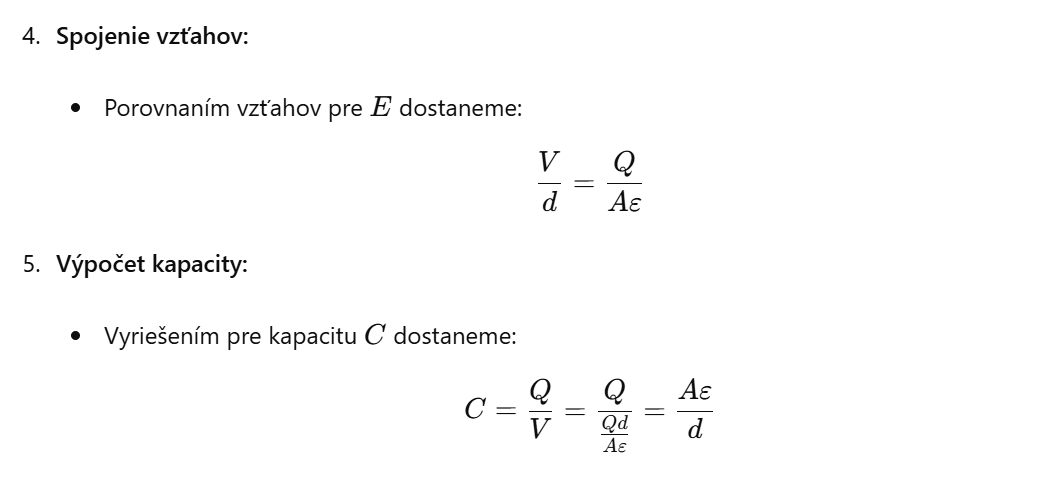 4. Spojenie vzťahov:
• Porovnaním vzťahov pre E dostaneme:
V/d = Q/(Aε)
5. Výpočet kapacity:
• Vyriešením pre kapacitu C dostaneme:
C = Q/V = Q/(Qd/(Aε)) = Aε/d